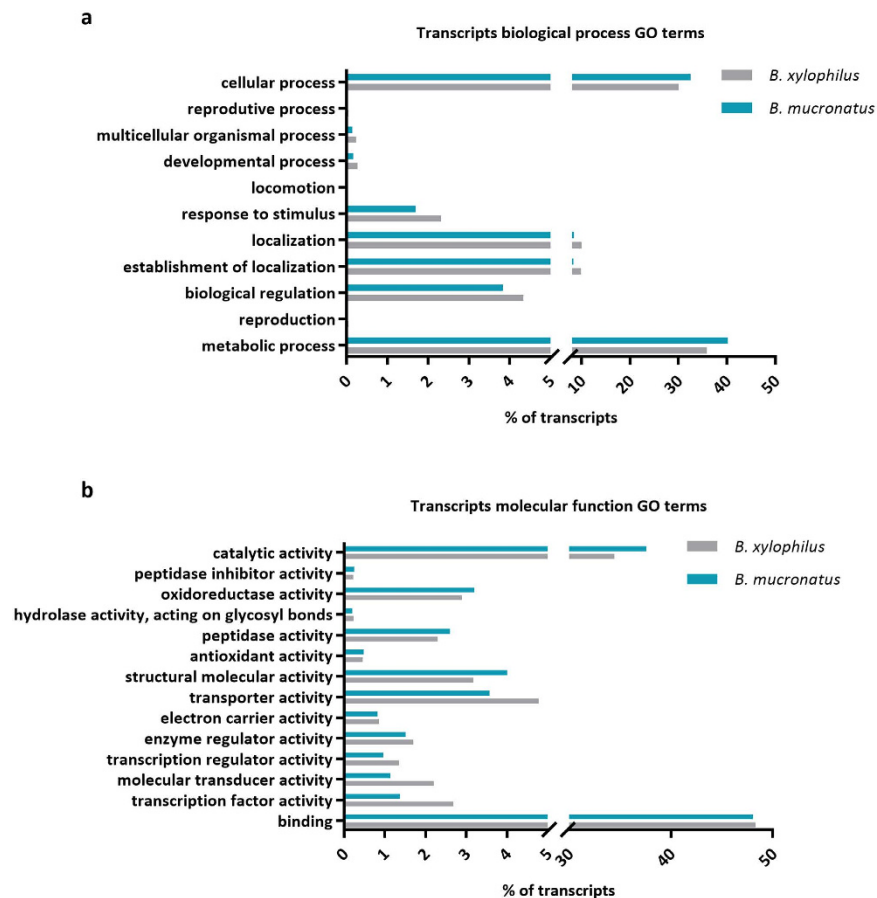 a
Transcripts biological process GO terms
B. xylophilus
B. mucronatus
cellular process
reprodutive process
multicellular organismal process
developmental process
locomotion
response to stimulus
localization
establishment of localization
biological regulation
reproduction
metabolic process
0 1 2 3 4 5 10 20 30 40 50
% of transcripts
b
Transcripts molecular function GO terms
B. xylophilus
B. mucronatus
catalytic activity
peptidase inhibitor activity
oxidoreductase activity
hydrolase activity, acting on glycosyl bonds
peptidase activity
antioxidant activity
structural molecular activity
transporter activity
electron carrier activity
enzyme regulator activity
transcription regulator activity
molecular transducer activity
transcription factor activity
binding
0 1 2 3 4 5 30 40 50
% of transcripts